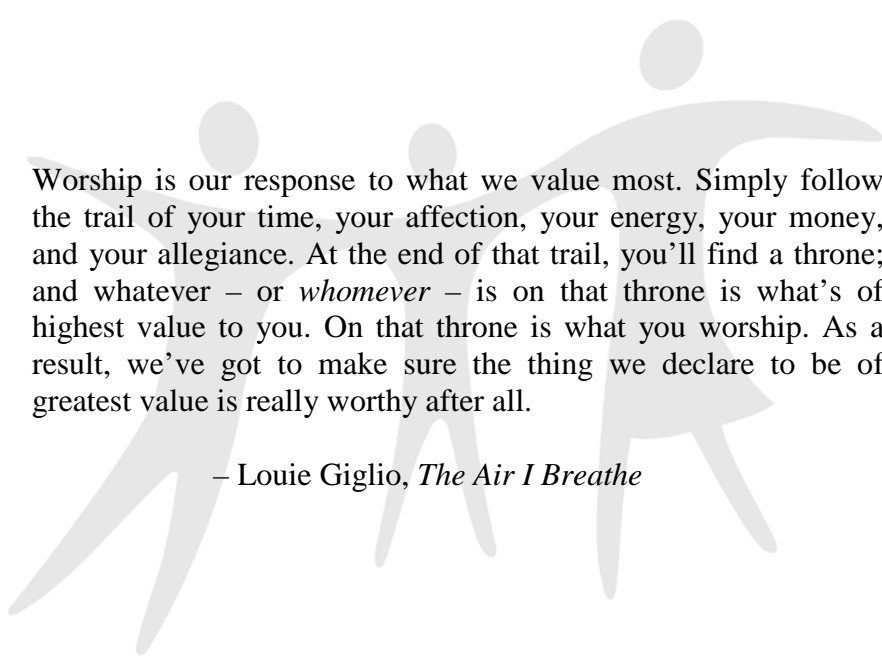 Worship is our response to what we value most. Simply follow
the trail of your time, your affection, your energy, your money,
and your allegiance. At the end of that trail, you’ll find a throne;
and whatever – or whomever – is on that throne is what’s of
highest value to you. On that throne is what you worship. As a
result, we’ve got to make sure the thing we declare to be of
greatest value is really worthy after all.
– Louie Giglio, The Air I Breathe